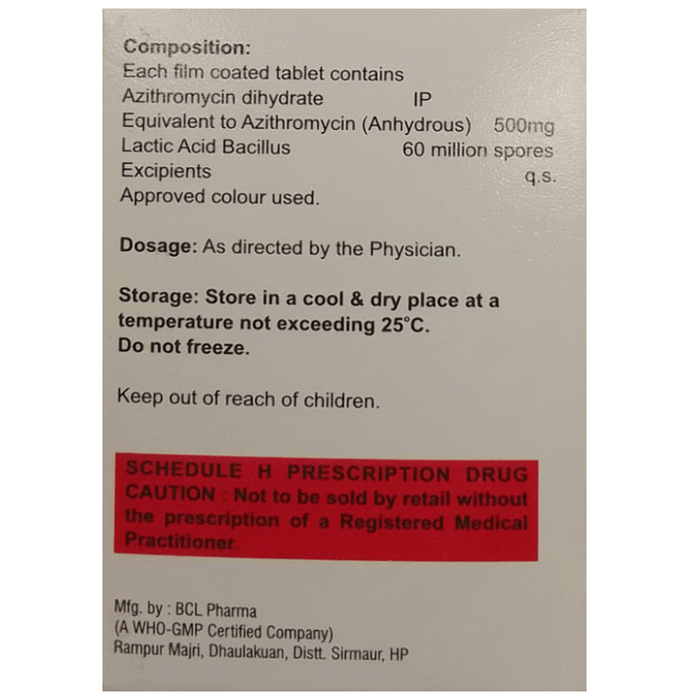 Composition:
Each film coated tablet contains
Azithromycin dihydrate IP
Equivalent to Azithromycin (Anhydrous) 500mg
Lactic Acid Bacillus 60 million spores
Excipients q.s.
Approved colour used.
Dosage: As directed by the Physician.
Storage: Store in a cool & dry place at a
temperature not exceeding 25°C.
Do not freeze.
Keep out of reach of children.
SCHEDULE H PRESCRIPTION DRUG
CAUTION : Not to be sold by retail without
the prescription of a Registered Medical
Practitioner.
Mfg. by : BCL Pharma
(A WHO-GMP Certified Company)
Rampur Majri, Dhaulakuan, Distt. Sirmaur, HP